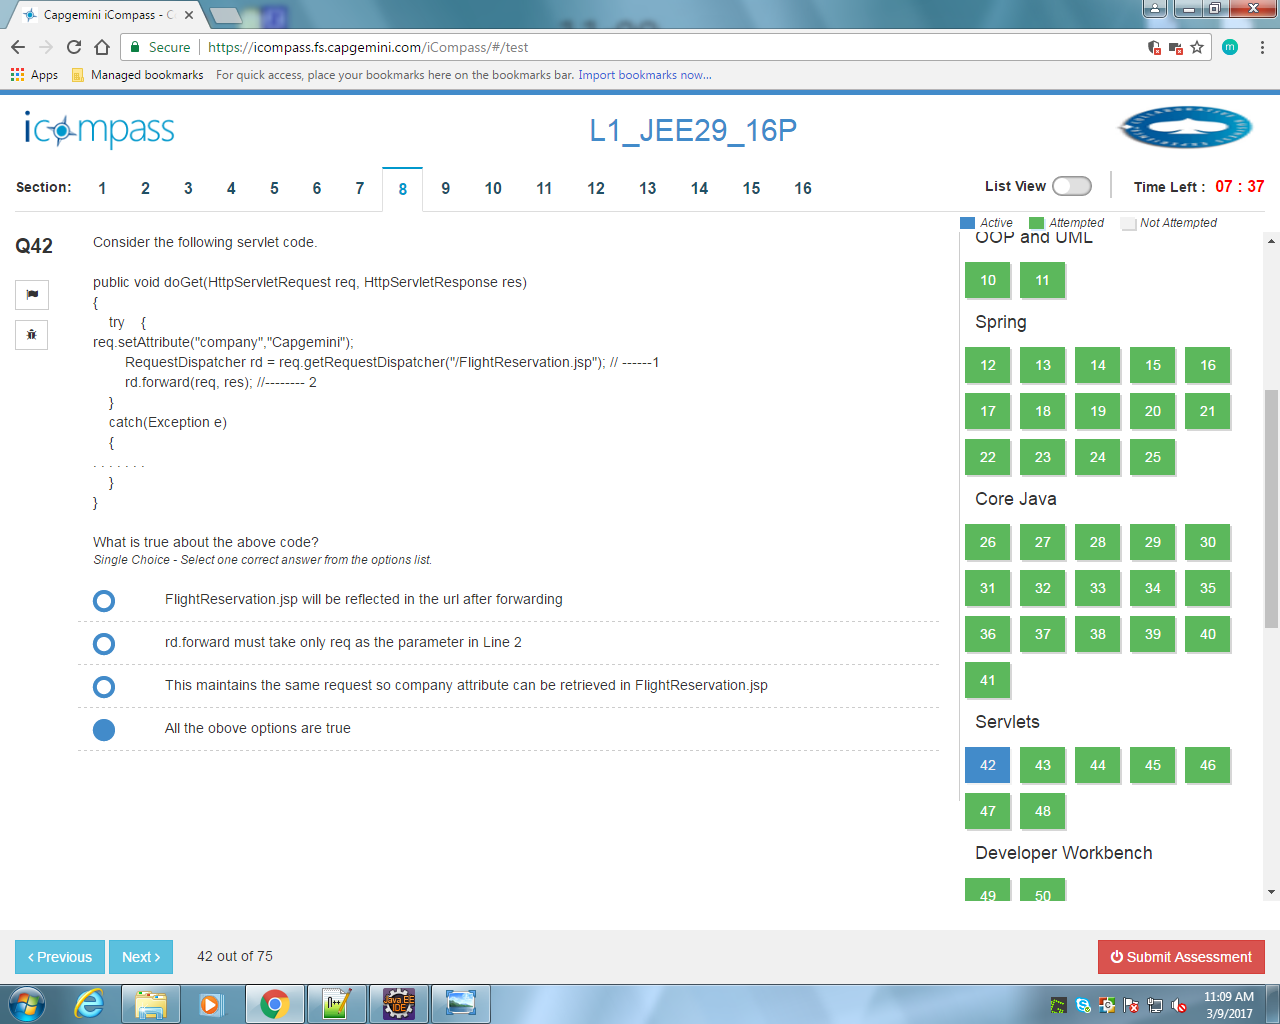 Capgemini iCompass - C
Secure
https://icompass.fs.capgemini.com/iCompass/#/test
m
Apps
Managed bookmarks
For quick access, place your bookmarks here on the bookmarks bar. Import bookmarks now...
icompass
L1_JEE29_16P
Section: 1 2 3 4 5 6 7 8 9 10 11 12 13 14 15 16
List View
Time Left : 07 : 37
Active Attempted Not Attempted
Q42
Consider the following servlet code.
public void doGet(HttpServletRequest req, HttpServletResponse res)
{
try {
req.setAttribute("company","Capgemini");
RequestDispatcher rd = req.getRequestDispatcher("/FlightReservation.jsp"); // ------1
rd.forward(req, res); //-------- 2
}
catch(Exception e)
{
. . . . . . .
}
}
What is true about the above code?
Single Choice - Select one correct answer from the options list.
FlightReservation.jsp will be reflected in the url after forwarding
rd.forward must take only req as the parameter in Line 2
This maintains the same request so company attribute can be retrieved in FlightReservation.jsp
All the obove options are true
OOP and UML
10 11
Spring
12 13 14 15 16
17 18 19 20 21
22 23 24 25
Core Java
26 27 28 29 30
31 32 33 34 35
36 37 38 39 40
41
Servlets
42 43 44 45 46
47 48
Developer Workbench
49 50
Previous
Next
42 out of 75
Submit Assessment
Java EE
IDE
11:09 AM
3/9/2017